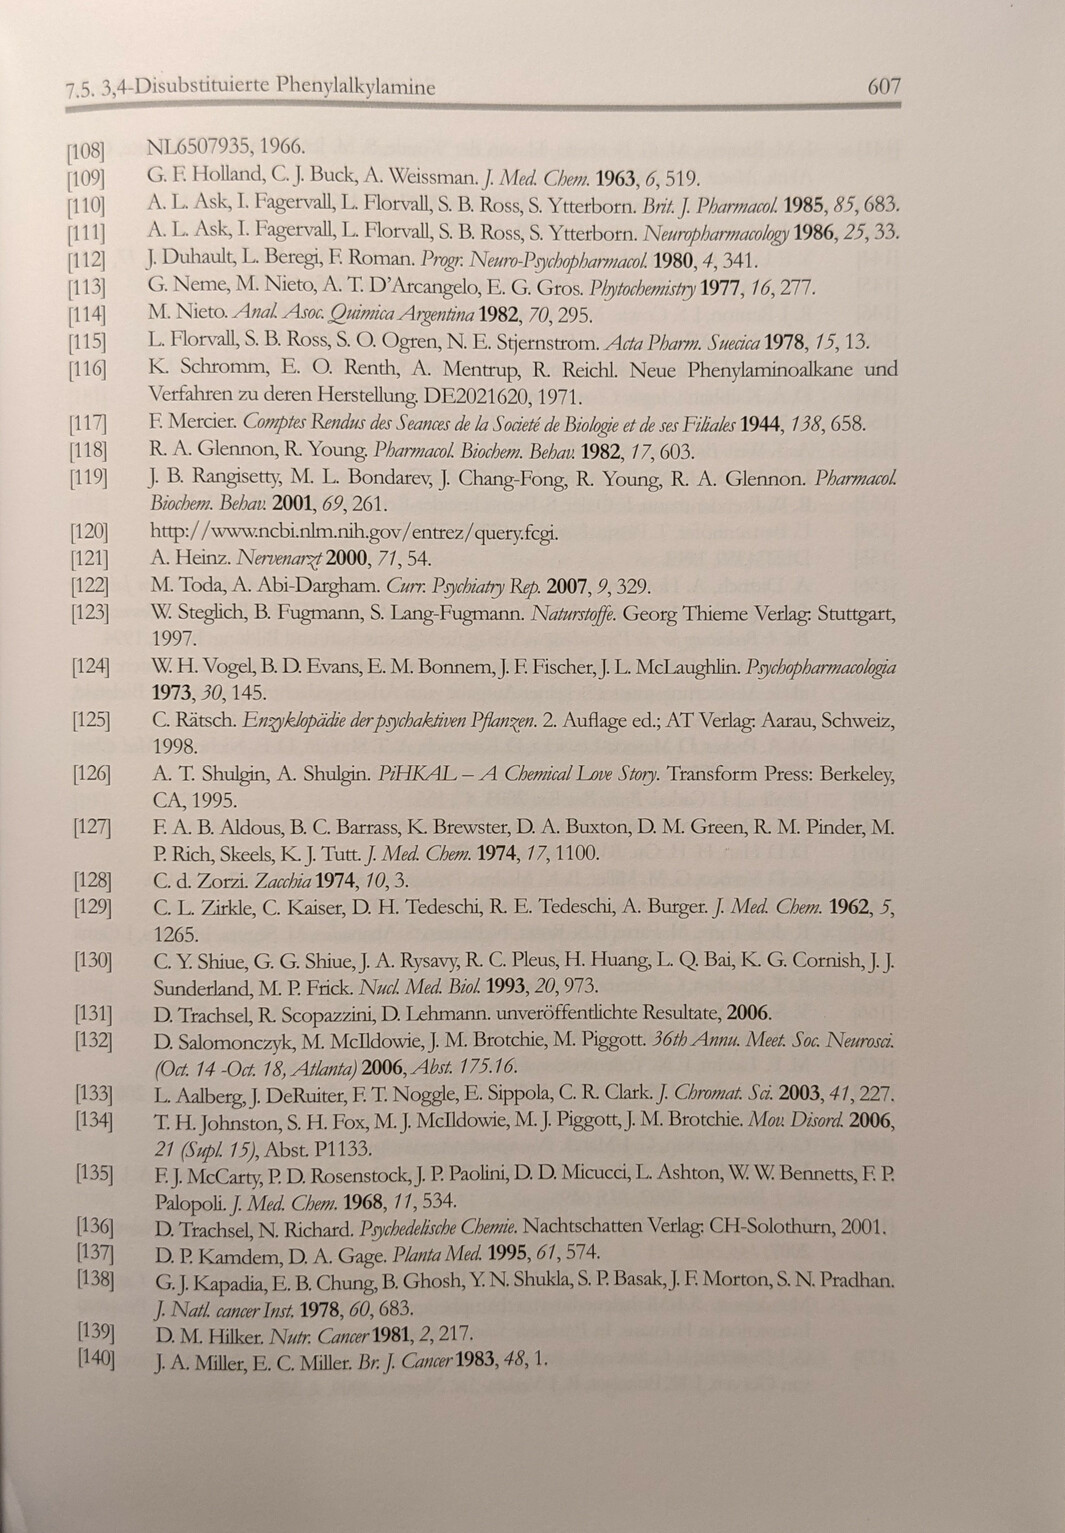 7.5. 3,4-Disubstituierte Phenylalkylamine 607
[108] NL6507935, 1966.
[109] G. F. Holland, C. J. Buck, A. Weissman. J. Med. Chem. 1963, 6, 519.
[110] A. L. Ask, I. Fagervall, L. Florvall, S. B. Ross, S. Ytterborn. Brit. J. Pharmacol. 1985, 85, 683.
[111] A. L. Ask, I. Fagervall, L. Florvall, S. B. Ross, S. Ytterborn. Neuropharmacology 1986, 25, 33.
[112] J. Duhault, L. Beregi, F. Roman. Progr. Neuro-Psychopharmacol. 1980, 4, 341.
[113] G. Neme, M. Nieto, A. T. D'Arcangelo, E. G. Gros. Phytochemistry 1977, 16, 277.
[114] M. Nieto. Anal. Asoc. Quimica Argentina 1982, 70, 295.
[115] L. Florvall, S. B. Ross, S. O. Ogren, N. E. Stjernstrom. Acta Pharm. Suecica 1978, 15, 13.
[116] K. Schromm, E. O. Renth, A. Mentrup, R. Reichl. Neue Phenylaminoalkane und
Verfahren zu deren Herstellung. DE2021620, 1971.
[117] F. Mercier. Comptes Rendus des Seances de la Societé de Biologie et de ses Filiales 1944, 138, 658.
[118] R. A. Glennon, R. Young. Pharmacol. Biochem. Behav. 1982, 17, 603.
[119] J. B. Rangisetty, M. L. Bondarev, J. Chang-Fong, R. Young, R. A. Glennon. Pharmacol.
Biochem. Behav. 2001, 69, 261.
[120] http://www.ncbi.nlm.nih.gov/entrez/query.fcgi.
[121] A. Heinz. Nervenarzt 2000, 71, 54.
[122] M. Toda, A. Abi-Dargham. Curr. Psychiatry Rep. 2007, 9, 329.
[123] W. Steglich, B. Fugmann, S. Lang-Fugmann. Naturstoffe. Georg Thieme Verlag: Stuttgart,
1997.
[124] W. H. Vogel, B. D. Evans, E. M. Bonnem, J. F. Fischer, J. L. McLaughlin. Psychopharmacologia
1973, 30, 145.
[125] C. Rätsch. Enzyklopädie der psychaktiven Pflanzen. 2. Auflage ed.; AT Verlag: Aarau, Schweiz,
1998.
[126] A. T. Shulgin, A. Shulgin. PiHKAL – A Chemical Love Story. Transform Press: Berkeley,
CA, 1995.
[127] F. A. B. Aldous, B. C. Barrass, K. Brewster, D. A. Buxton, D. M. Green, R. M. Pinder, M.
P. Rich, Skeels, K. J. Tutt. J. Med. Chem. 1974, 17, 1100.
[128] C. d. Zorzi. Zacchia 1974, 10, 3.
[129] C. L. Zirkle, C. Kaiser, D. H. Tedeschi, R. E. Tedeschi, A. Burger. J. Med. Chem. 1962, 5,
1265.
[130] C. Y. Shiue, G. G. Shiue, J. A. Rysavy, R. C. Pleus, H. Huang, L. Q. Bai, K. G. Cornish, J. J.
Sunderland, M. P. Frick. Nucl. Med. Biol. 1993, 20, 973.
[131] D. Trachsel, R. Scopazzini, D. Lehmann. unveröffentlichte Resultate, 2006.
[132] D. Salomonczyk, M. McIldowie, J. M. Brotchie, M. Piggott. 36th Annu. Meet. Soc. Neurosci.
(Oct. 14 -Oct. 18, Atlanta) 2006, Abst. 175.16.
[133] L. Aalberg, J. DeRuiter, F. T. Noggle, E. Sippola, C. R. Clark. J. Chromat. Sci. 2003, 41, 227.
[134] T. H. Johnston, S. H. Fox, M. J. McIldowie, M. J. Piggott, J. M. Brotchie. Mov. Disord. 2006,
21 (Supl. 15), Abst. P1133.
[135] F. J. McCarty, P. D. Rosenstock, J. P. Paolini, D. D. Micucci, L. Ashton, W. W. Bennetts, F. P.
Palopoli. J. Med. Chem. 1968, 11, 534.
[136] D. Trachsel, N. Richard. Psychedelische Chemie. Nachtschatten Verlag: CH-Solothurn, 2001.
[137] D. P. Kamdem, D. A. Gage. Planta Med. 1995, 61, 574.
[138] G. J. Kapadia, E. B. Chung, B. Ghosh, Y. N. Shukla, S. P. Basak, J. F. Morton, S. N. Pradhan.
J. Natl. cancer Inst. 1978, 60, 683.
[139] D. M. Hilker. Nutr. Cancer 1981, 2, 217.
[140] J. A. Miller, E. C. Miller. Br. J. Cancer 1983, 48, 1.